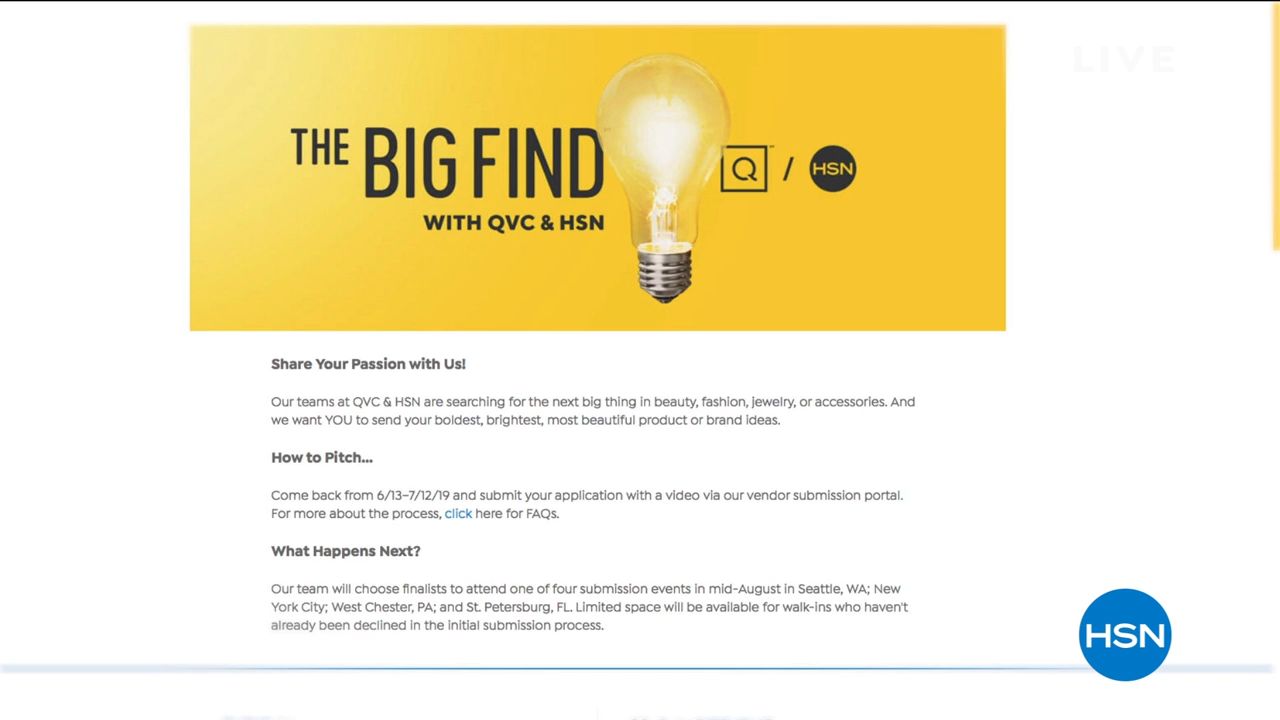 LIVE
THE BIG FIND
WITH QVC & HSN
Q / HSN
Share Your Passion with Us!
Our teams at QVC & HSN are searching for the next big thing in beauty, fashion, jewelry, or accessories. And
we want YOU to send your boldest, brightest, most beautiful product or brand ideas.
How to Pitch...
Come back from 6/13–7/12/19 and submit your application with a video via our vendor submission portal.
For more about the process, click here for FAQs.
What Happens Next?
Our team will choose finalists to attend one of four submission events in mid-August in Seattle, WA; New
York City; West Chester, PA; and St. Petersburg, FL. Limited space will be available for walk-ins who haven't
already been declined in the initial submission process.
HSN